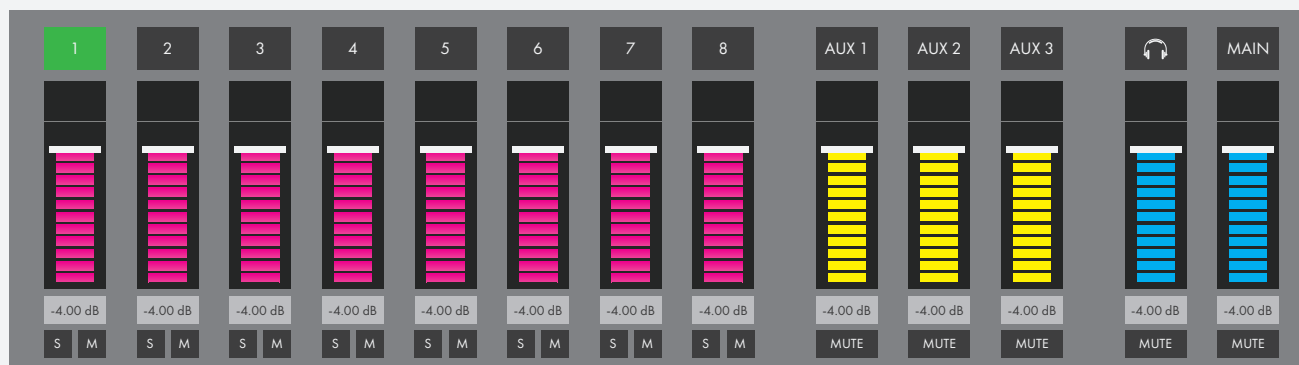 1 2 3 4 5 6 7 8 AUX 1 AUX 2 AUX 3 MAIN
-4.00 dB -4.00 dB -4.00 dB -4.00 dB -4.00 dB -4.00 dB -4.00 dB -4.00 dB -4.00 dB -4.00 dB -4.00 dB -4.00 dB -4.00 dB
S M S M S M S M S M S M S M S M MUTE MUTE MUTE MUTE MUTE